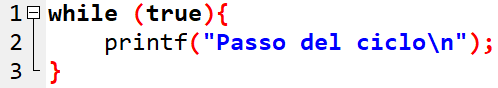 1 while (true){
2     printf("Passo del ciclo\n");
3 }